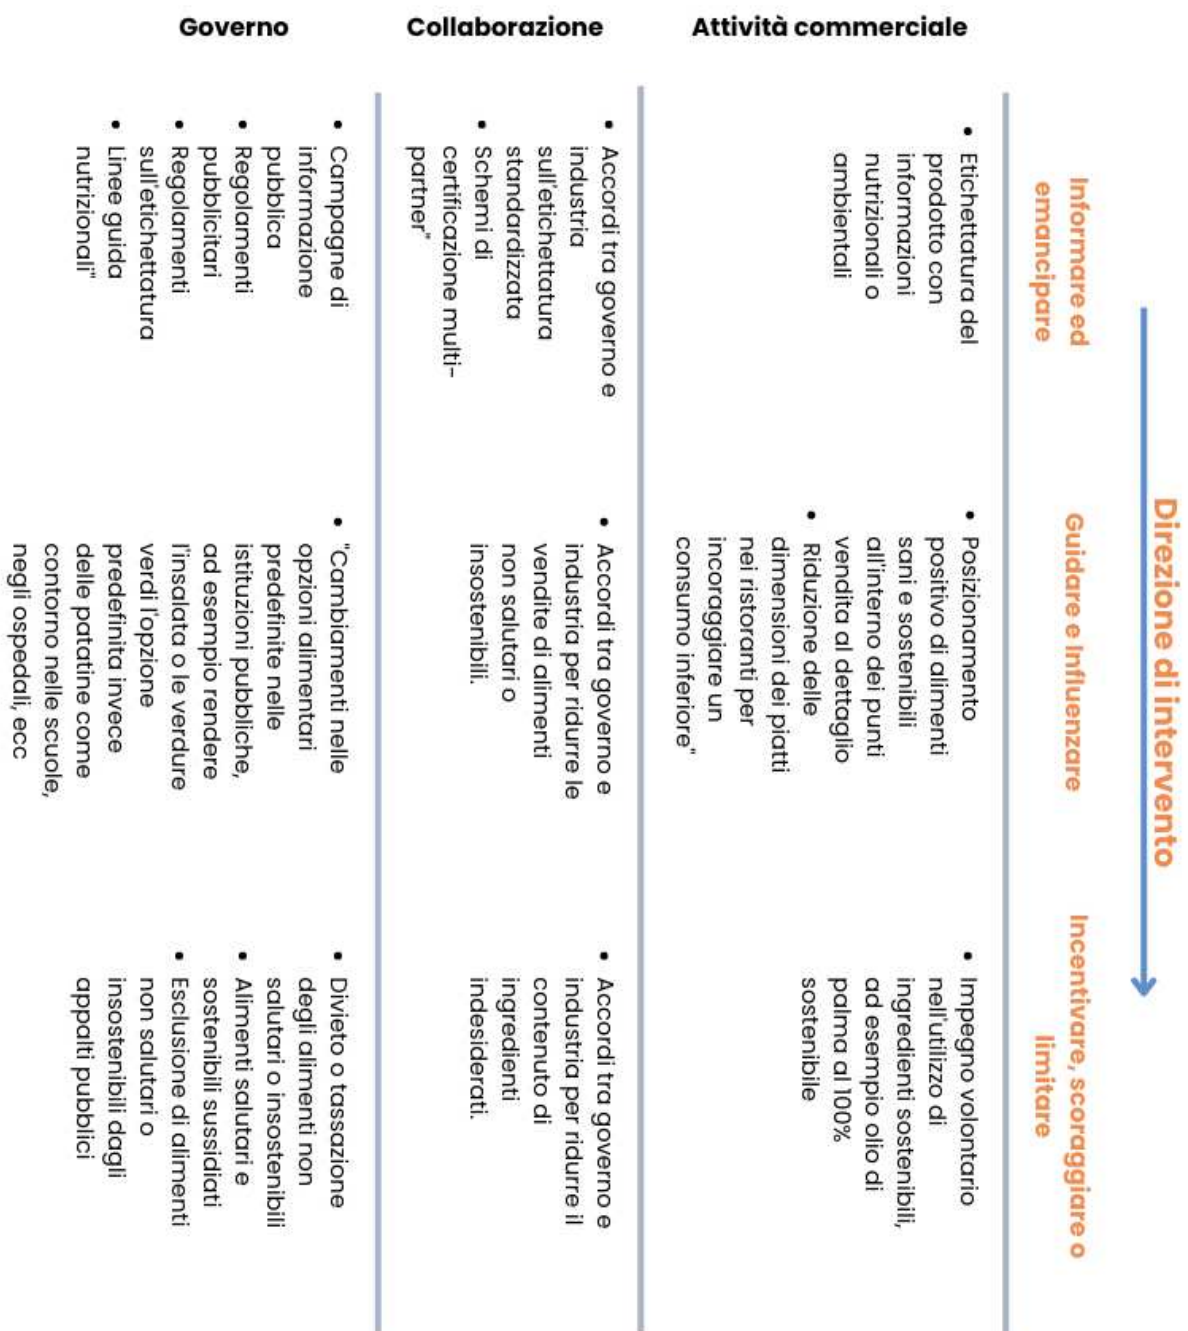 Direzione di intervento
Informare ed
emancipare
Guidare e Influenzare
Incentivare, scoraggiare o
limitare
Attività commerciale
• Etichettatura del
prodotto con
informazioni
nutrizionali o
ambientali
• Posizionamento
positivo di alimenti
sani e sostenibili
all'interno dei punti
vendita al dettaglio
• Riduzione delle
dimensioni dei piatti
nei ristoranti per
incoraggiare un
consumo inferiore"
• Impegno volontario
nell'utilizzo di
ingredienti sostenibili,
ad esempio olio di
palma al 100%
sostenibile
Collaborazione
• Accordi tra governo e
industria
sull'etichettatura
standardizzata
• Schemi di
certificazione multi-
partner"
• Accordi tra governo e
industria per ridurre le
vendite di alimenti
non salutari o
insostenibili.
• Accordi tra governo e
industria per ridurre il
contenuto di
ingredienti
indesiderati.
Governo
• Campagne di
informazione
pubblica
• Regolamenti
pubblicitari
• Regolamenti
sull'etichettatura
• Linee guida
nutrizionali"
• "Cambiamenti nelle
opzioni alimentari
predefinite nelle
istituzioni pubbliche,
ad esempio rendere
l'insalata o le verdure
verdi l'opzione
predefinita invece
delle patatine come
contorno nelle scuole,
negli ospedali, ecc
• Divieto o tassazione
degli alimenti non
salutari o insostenibili
• Alimenti salutari e
sostenibili sussidiati
• Esclusione di alimenti
non salutari o
insostenibili dagli
appalti pubblici